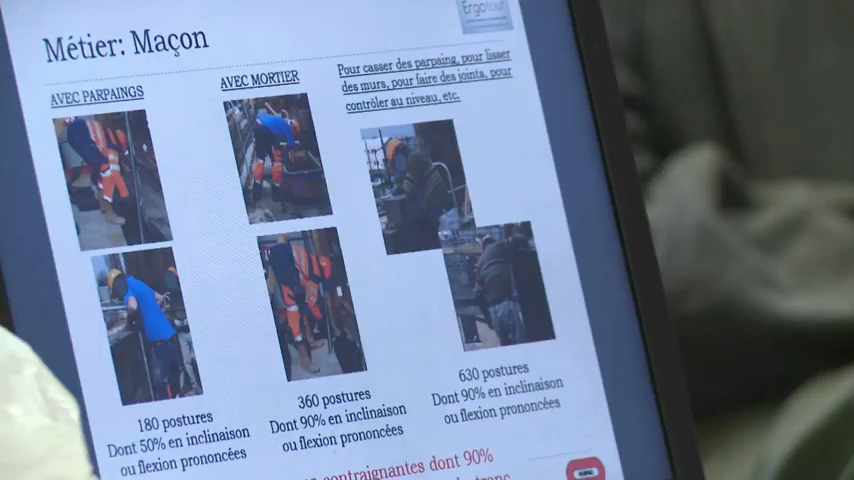 Ergotour
Métier: Maçon
AVEC PARPAINGS
AVEC MORTIER
Pour casser des parpaing, pour lisser
des murs, pour faire des joints, pour
contrôler au niveau, etc.
180 postures
Dont 50% en inclinaison
ou flexion prononcées
360 postures
Dont 90% en inclinaison
ou flexion prononcées
630 postures
Dont 90% en inclinaison
ou flexion prononcées
contraignantes dont 90%